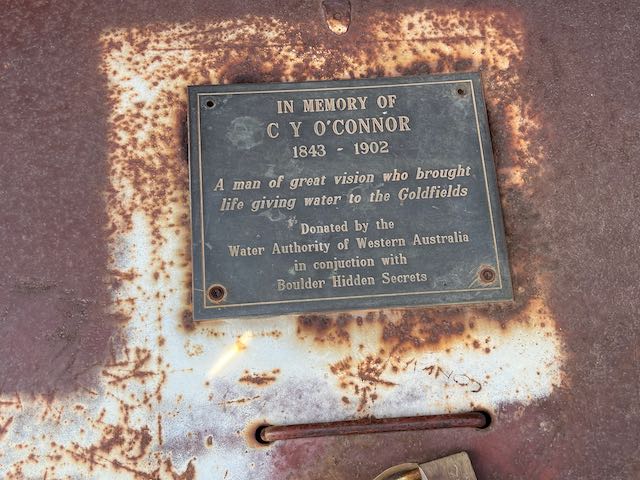 IN MEMORY OF
C Y O'CONNOR
1843 - 1902
A man of great vision who brought
life giving water to the Goldfields
Donated by the
Water Authority of Western Australia
in conjuction with
Boulder Hidden Secrets